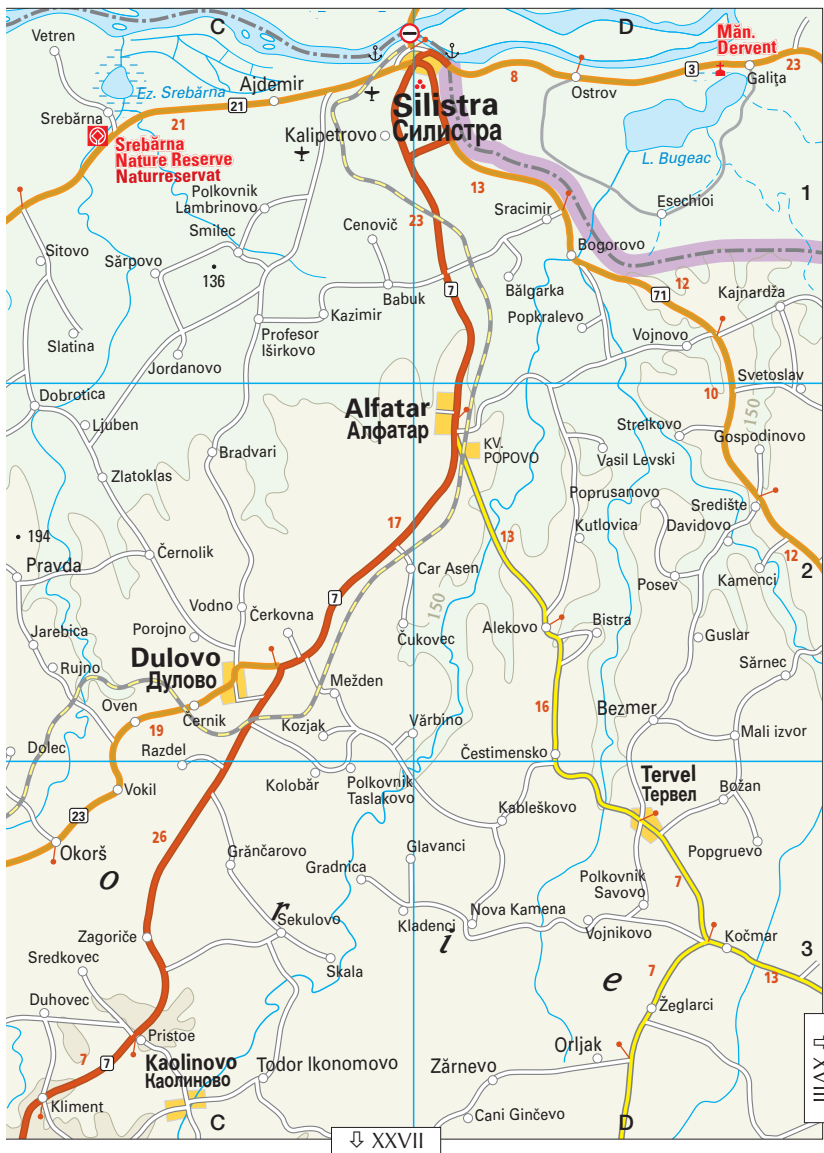 C
D
Vetren
Măn.
Dervent
23
8
3
Ostrov
Galița
Ez. Srebărna
Ajdemir
21
Srebărna
21
Silistra
Силистра
Kalipetrovo
Srebărna
Nature Reserve
Naturreservat
L. Bugeac
13
1
Polkovnik
Lambrinovo
Esechioi
Cenovič
23
Sracimir
Smilec
Sitovo
Sărpovo
136
Bogorovo
Babuk
7
Bălgarka
12
71
Kajnardža
Kazimir
Popkralevo
Profesor
Iširkovo
Vojnovo
Slatina
Jordanovo
Dobrotica
Svetoslav
10
Alfatar
Алфатар
150
Ljuben
Strelkovo
Gospodinovo
Bradvari
KV.
POPOVO
Vasil Levski
Zlatoklas
Poprusanovo
Središte
17
13
Kutlovica
Davidovo
194
Černolik
12
2
Pravda
Car Asen
Posev
Kamenci
7
150
Vodno
Čerkovna
Porojno
Čukovec
Alekovo
Bistra
Guslar
Jarebica
Dulovo
Дулово
Rujno
Sărnec
Mežden
Oven
16
Bezmer
Černik
19
Kozjak
Vărbino
Mali izvor
Dolec
Razdel
Čestimensko
Kolobăr
Polkovnik
Taslakovo
Tervel
Тервел
Vokil
Božan
23
Kableškovo
26
Okorš
Popgruevo
Grănčarovo
Glavanci
Gradnica
o
7
Polkovnik
Savovo
r
Kladenci
Nova Kamena
Sekulovo
Vojnikovo
Zagoriče
i
Kočmar
3
Sredkovec
Skala
7
e
13
Duhovec
Žeglarci
Pristoe
Orljak
7
7
Kaolinovo
Каолиново
Todor Ikonomovo
Zărnevo
⇩ XVIII
Kliment
Cani Ginčevo
C
D
⇩ XXVII